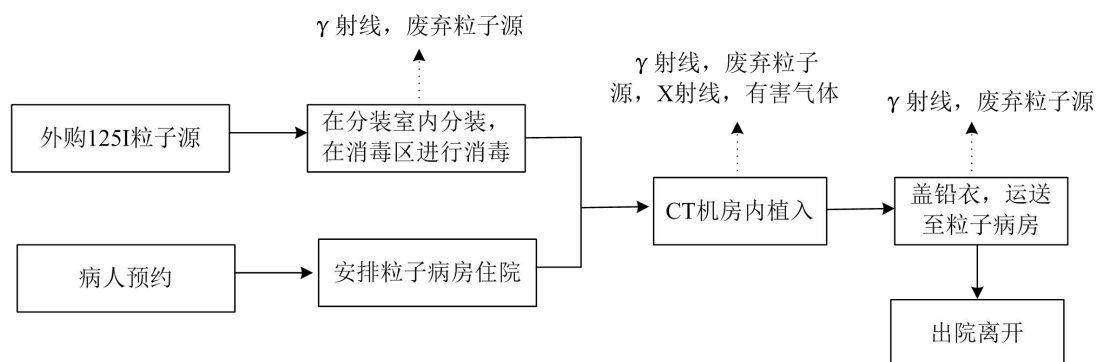 γ 射线，废弃粒子源
γ 射线，废弃粒子
源，X射线，有害气体
γ 射线，废弃粒子源
外购125I粒子源
在分装室内分装，
在消毒区进行消毒
CT机房内植入
盖铅衣，运送
至粒子病房
病人预约
安排粒子病房住院
出院离开